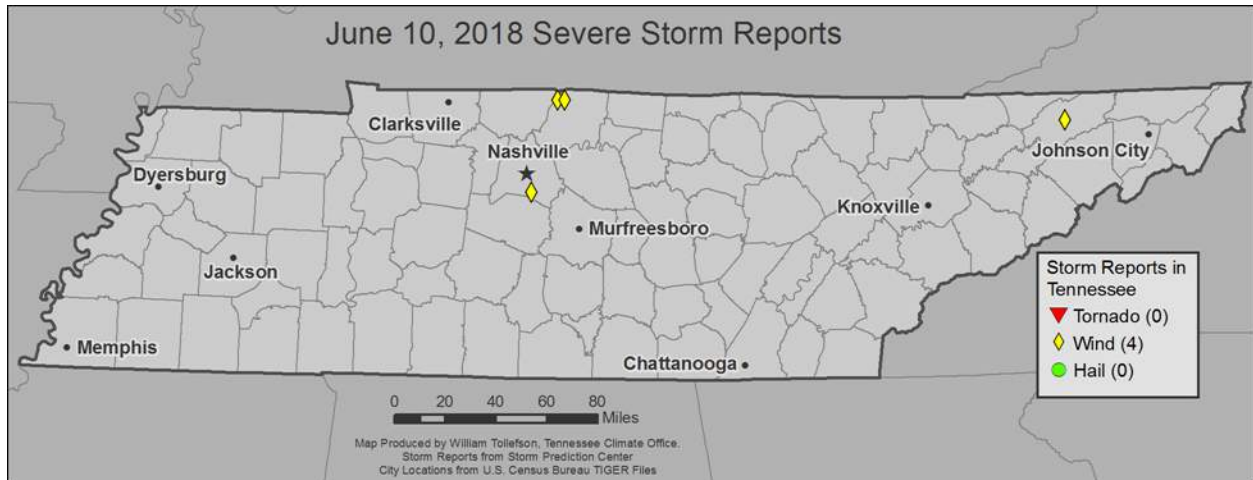 June 10, 2018 Severe Storm Reports
Clarksville
Nashville
Johnson City
Dyersburg
Knoxville
Murfreesboro
Jackson
Storm Reports in
Tennessee
Tornado (0)
Wind (4)
Hail (0)
Memphis
Chattanooga
0 20 40 60 80
Miles
Map Produced by William Tollefson, Tennessee Climate Office.
Storm Reports from Storm Prediction Center
City Locations from U.S. Census Bureau TIGER Files